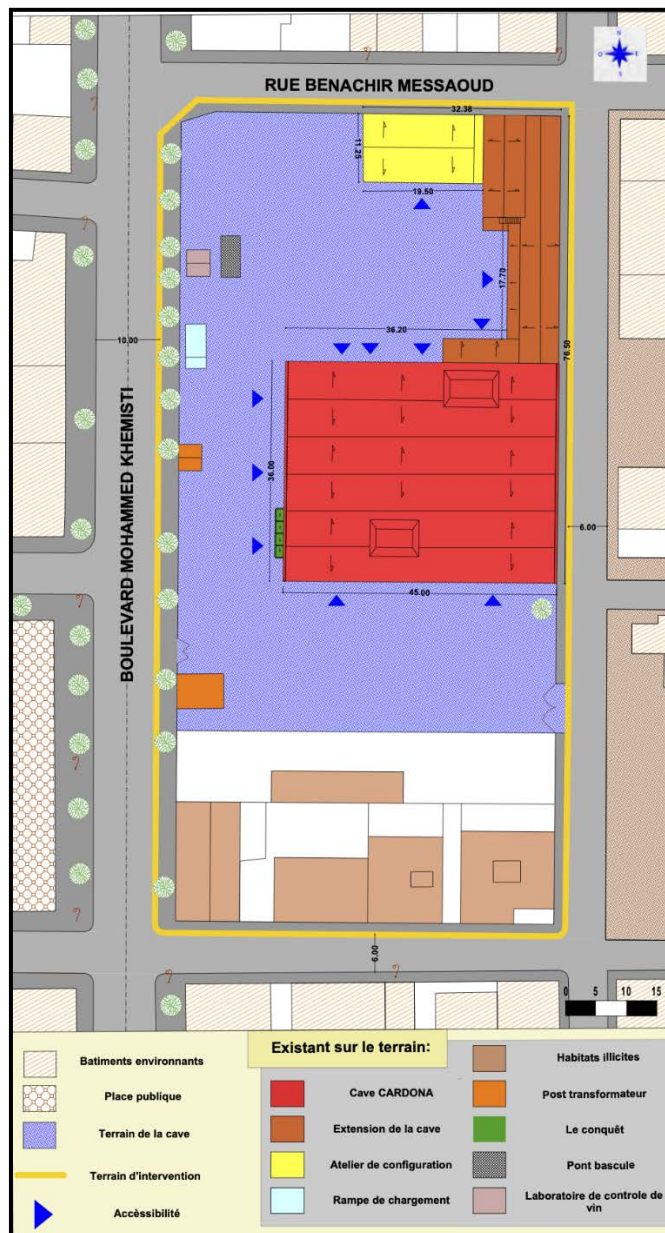 N
O
E
S
RUE BENACHIR MESSAOUD
32.38
11.25
19.50
17.70
36.20
10.00
76.50
BOULEVARD MOHAMMED KHEMISTI
36.00
6.00
45.00
6.00
0 5 10 15
Batiments environnants
Place publique
Terrain de la cave
Terrain d'intervention
Accèssibilité
Existant sur le terrain:
Cave CARDONA
Extension de la cave
Atelier de configuration
Rampe de chargement
Habitats illicites
Post transformateur
Le conquêt
Pont bascule
Laboratoire de controle de
vin